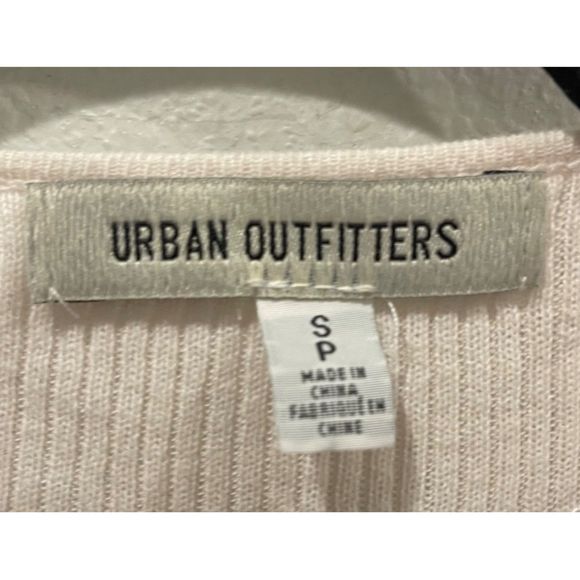 URBAN OUTFITTERS
S
P
MADE IN
CHINA
FABRIQUÉ EN
CHINE